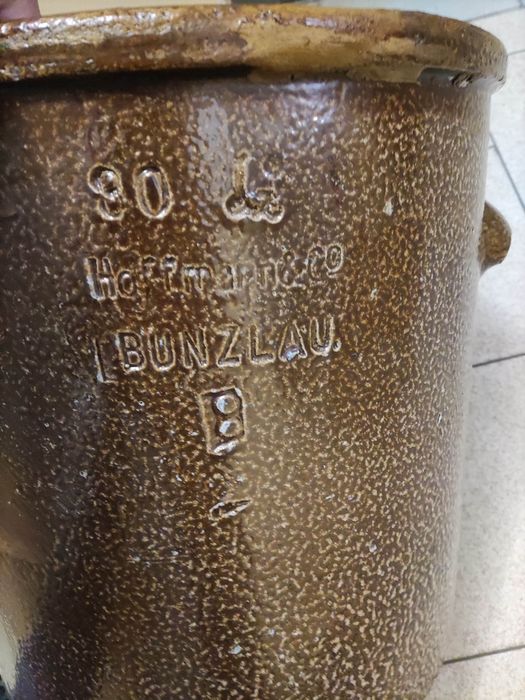 90 L.
Hoffmann & Co
BUNZLAU.
B